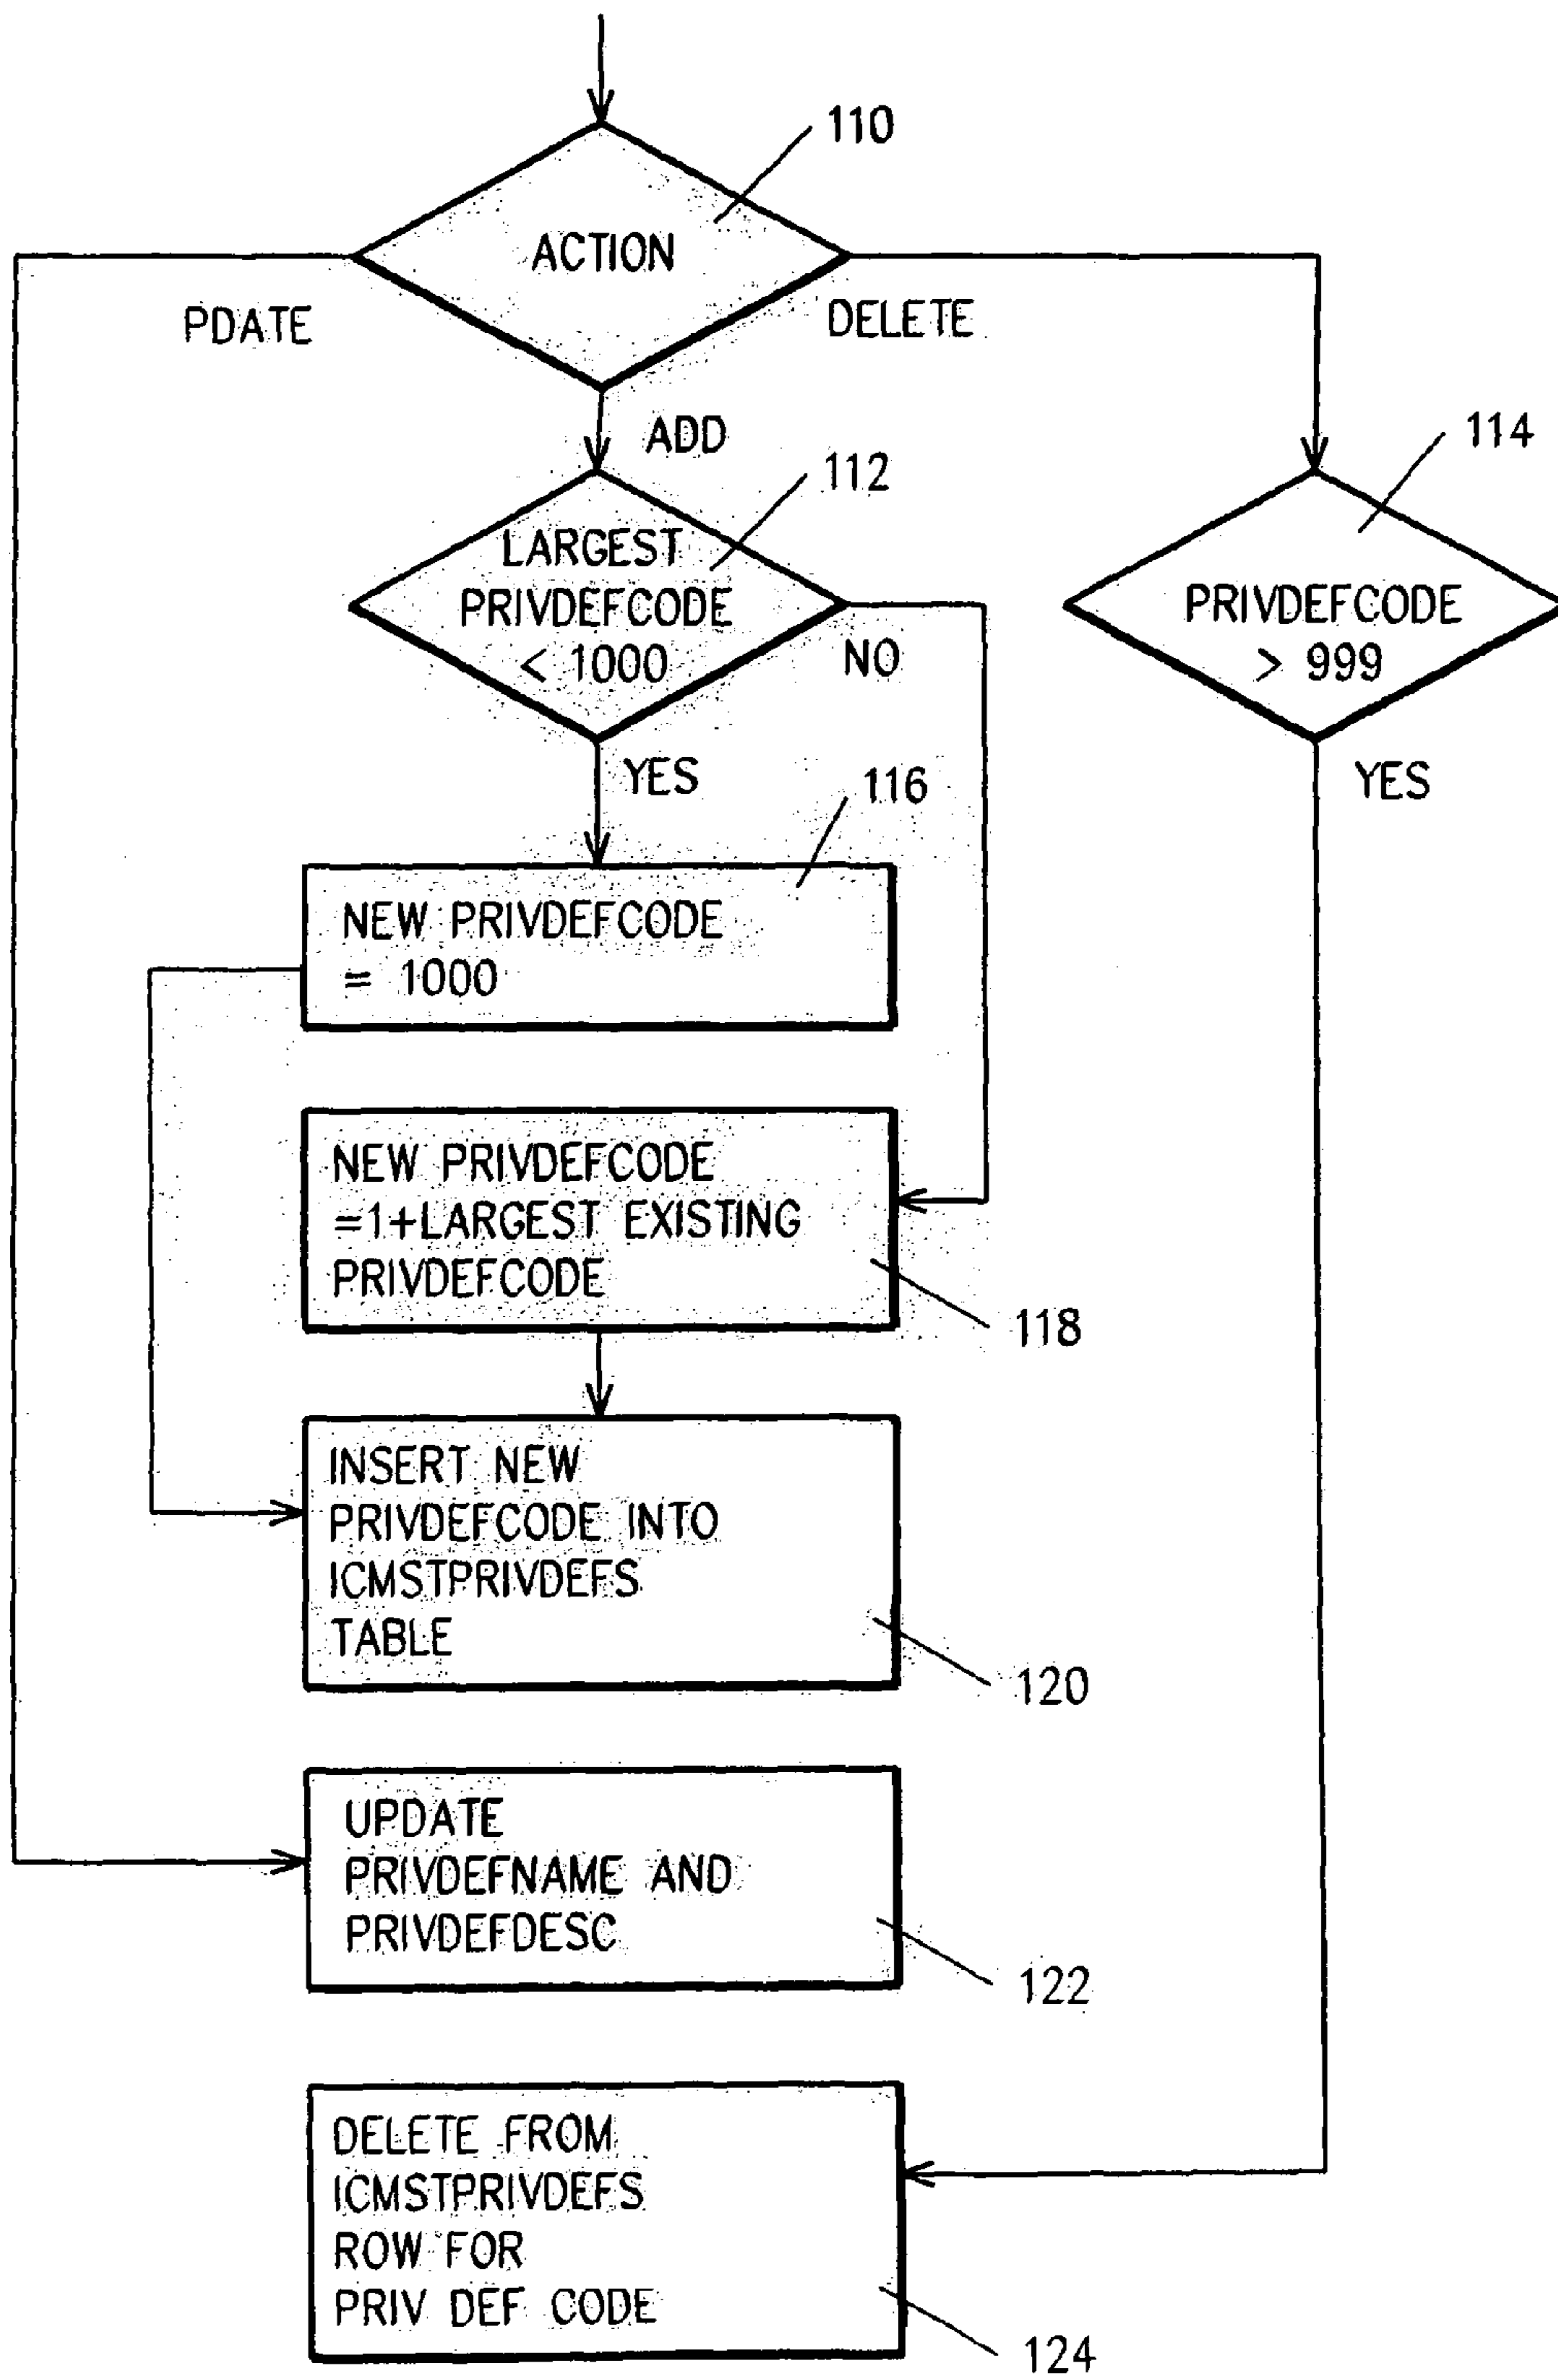 110
ACTION
PDATE
DELETE
ADD
112
114
LARGEST
PRIVDEFCODE
< 1000
NO
PRIVDEFCODE
> 999
YES
YES
116
NEW PRIVDEFCODE
= 1000
NEW PRIVDEFCODE
=1+LARGEST EXISTING
PRIVDEFCODE
118
INSERT NEW
PRIVDEFCODE INTO
ICMSTPRIVDEFS
TABLE
120
UPDATE
PRIVDEFNAME AND
PRIVDEFDESC
122
DELETE FROM
ICMSTPRIVDEFS
ROW FOR
PRIV DEF CODE
124